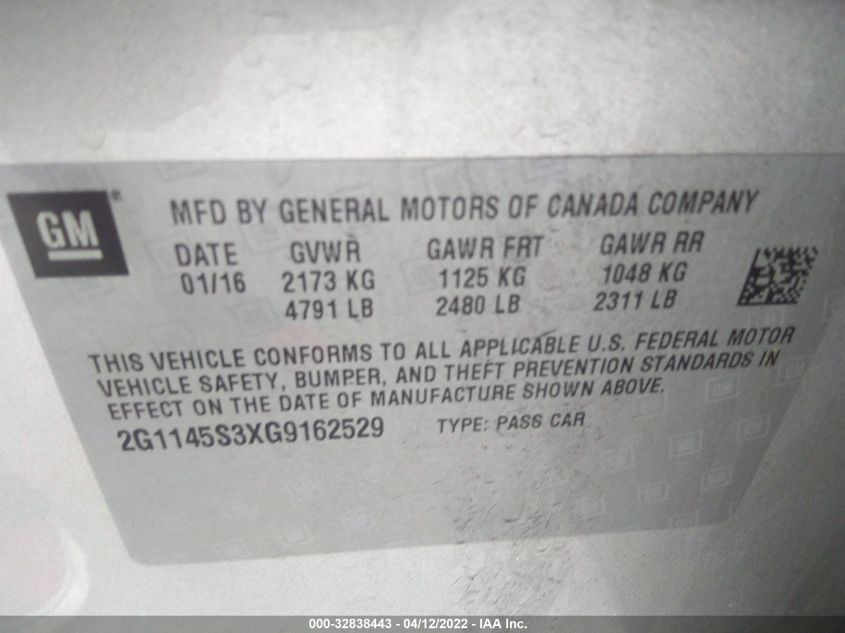 GM ®
MFD BY GENERAL MOTORS OF CANADA COMPANY
DATE GVWR GAWR FRT GAWR RR
01/16 2173 KG 1125 KG 1048 KG
4791 LB 2480 LB 2311 LB
THIS VEHICLE CONFORMS TO ALL APPLICABLE U.S. FEDERAL MOTOR
VEHICLE SAFETY, BUMPER, AND THEFT PREVENTION STANDARDS IN
EFFECT ON THE DATE OF MANUFACTURE SHOWN ABOVE.
2G1145S3XG9162529 TYPE: PASS CAR
000-32838443 - 04/12/2022 - IAA Inc.